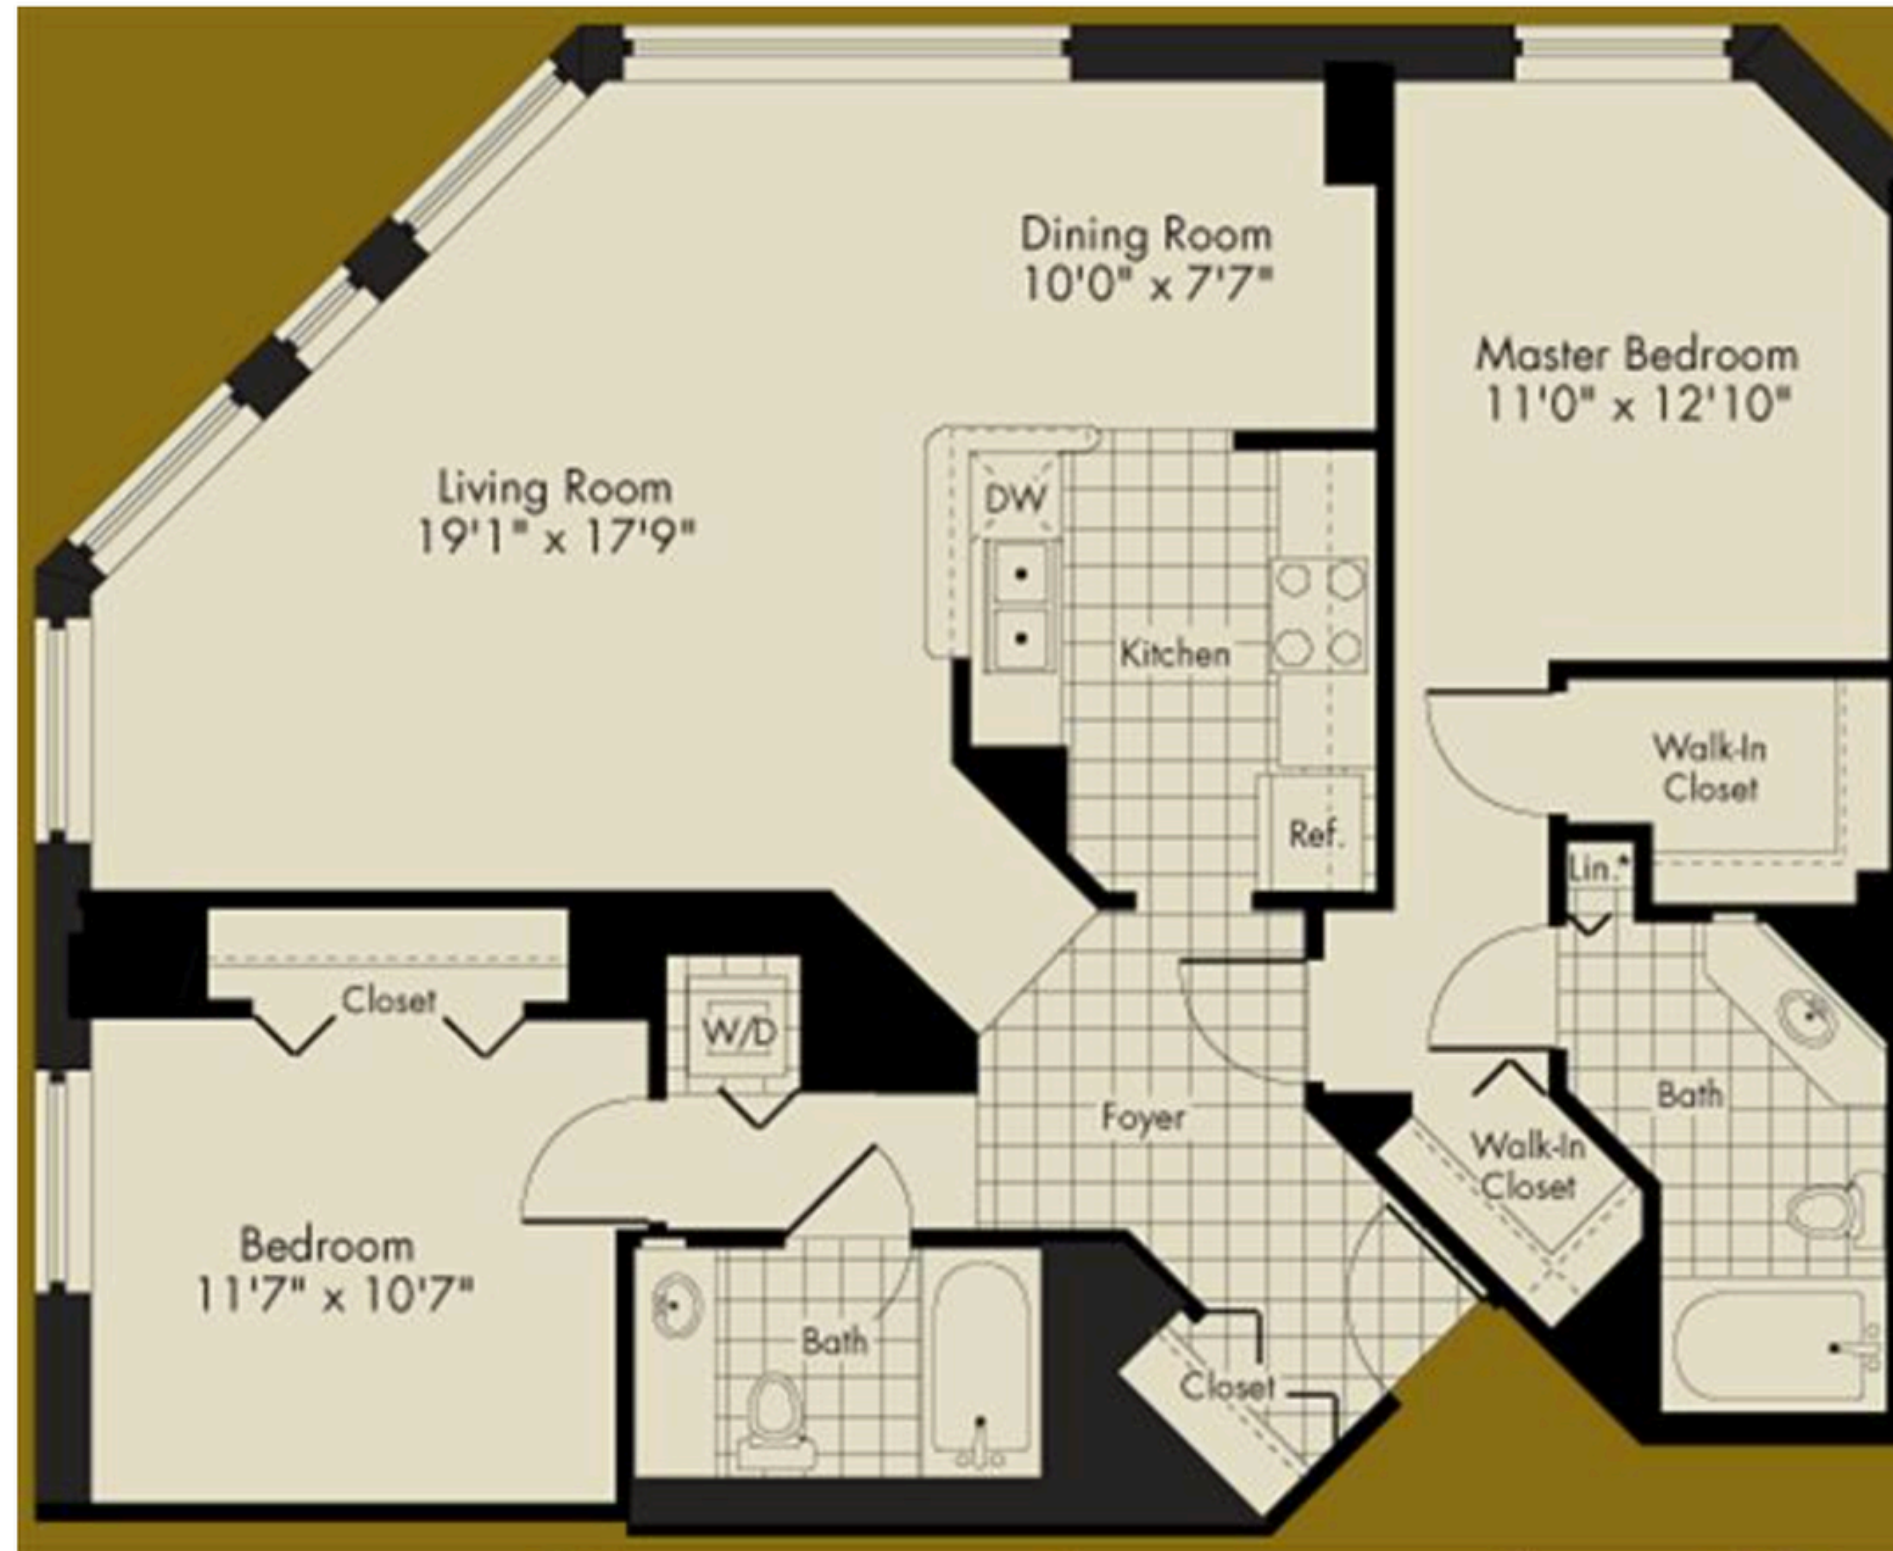 Dining Room
10'0" x 7'7"
Master Bedroom
11'0" x 12'10"
Living Room
19'1" x 17'9"
DW
Kitchen
Ref.
Walk-In
Closet
Lin.*
Closet
W/D
Foyer
Bath
Walk-In
Closet
Bedroom
11'7" x 10'7"
Bath
Closet